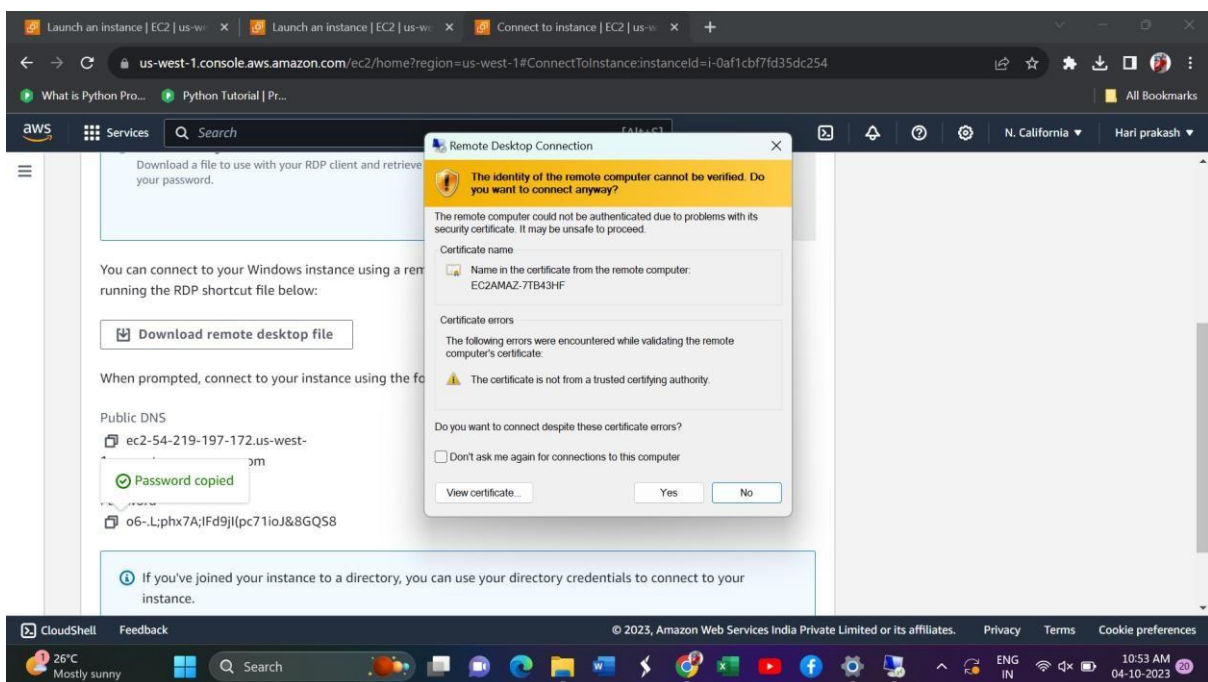 Launch an instance | EC2 | us-we
Launch an instance | EC2 | us-we
Connect to instance | EC2 | us-w
us-west-1.console.aws.amazon.com/ec2/home?region=us-west-1#ConnectToInstance:instanceId=i-0af1cbf7fd35dc254
What is Python Pro...
Python Tutorial | Pr...
All Bookmarks
aws
Services
Search
[Alt+S]
N. California
Hari prakash
Download a file to use with your RDP client and retrieve
your password.
You can connect to your Windows instance using a rem
running the RDP shortcut file below:
Download remote desktop file
When prompted, connect to your instance using the fo
Public DNS
ec2-54-219-197-172.us-west-
om
Password copied
o6-.L;phx7A;IFd9jI(pc71ioJ&8GQS8
If you've joined your instance to a directory, you can use your directory credentials to connect to your
instance.
Remote Desktop Connection
The identity of the remote computer cannot be verified. Do
you want to connect anyway?
The remote computer could not be authenticated due to problems with its
security certificate. It may be unsafe to proceed.
Certificate name
Name in the certificate from the remote computer:
EC2AMAZ-7TB43HF
Certificate errors
The following errors were encountered while validating the remote
computer's certificate:
The certificate is not from a trusted certifying authority.
Do you want to connect despite these certificate errors?
Don't ask me again for connections to this computer
View certificate...
Yes
No
CloudShell
Feedback
© 2023, Amazon Web Services India Private Limited or its affiliates.
Privacy
Terms
Cookie preferences
1
26°C
Mostly sunny
Search
ENG
IN
10:53 AM
04-10-2023
20